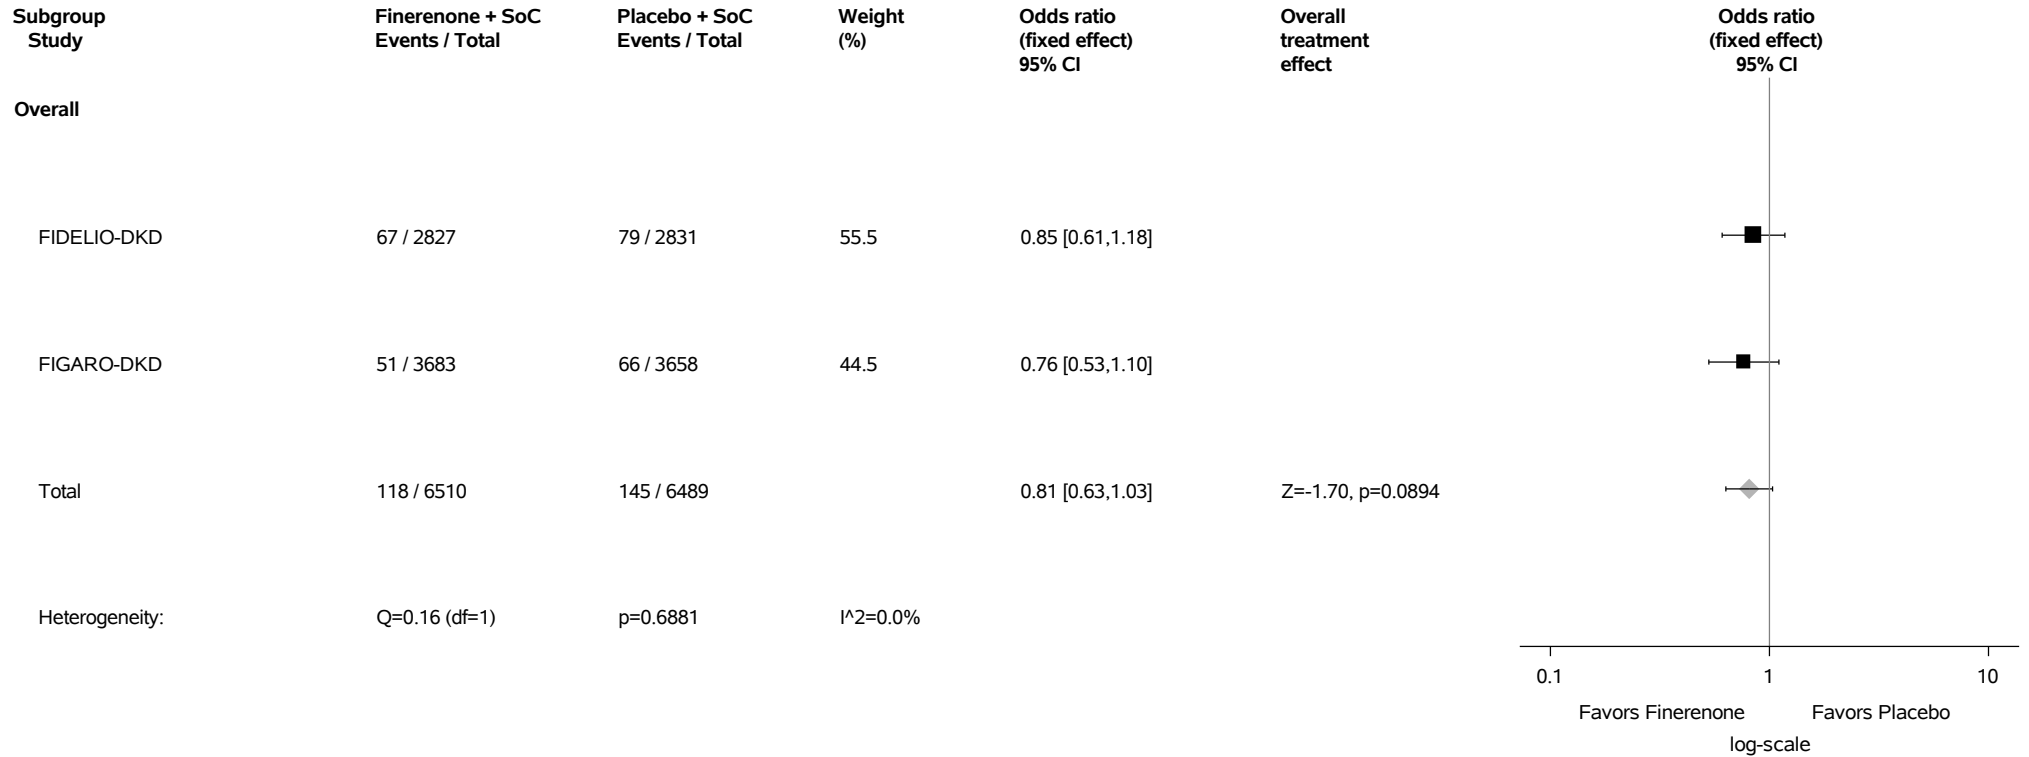 Subgroup Finerenone + SoC Placebo + SoC Weight Odds ratio Overall Odds ratio
Study Events / Total Events / Total (%) (fixed effect) treatment (fixed effect)
95% CI effect 95% CI
Overall
FIDELIO-DKD 67 / 2827 79 / 2831 55.5 0.85 [0.61,1.18]
FIGARO-DKD 51 / 3683 66 / 3658 44.5 0.76 [0.53,1.10]
Total 118 / 6510 145 / 6489 0.81 [0.63,1.03] Z=-1.70, p=0.0894
Heterogeneity: Q=0.16 (df=1) p=0.6881 I^2=0.0%
0.1 1 10
Favors Finerenone Favors Placebo
log-scale